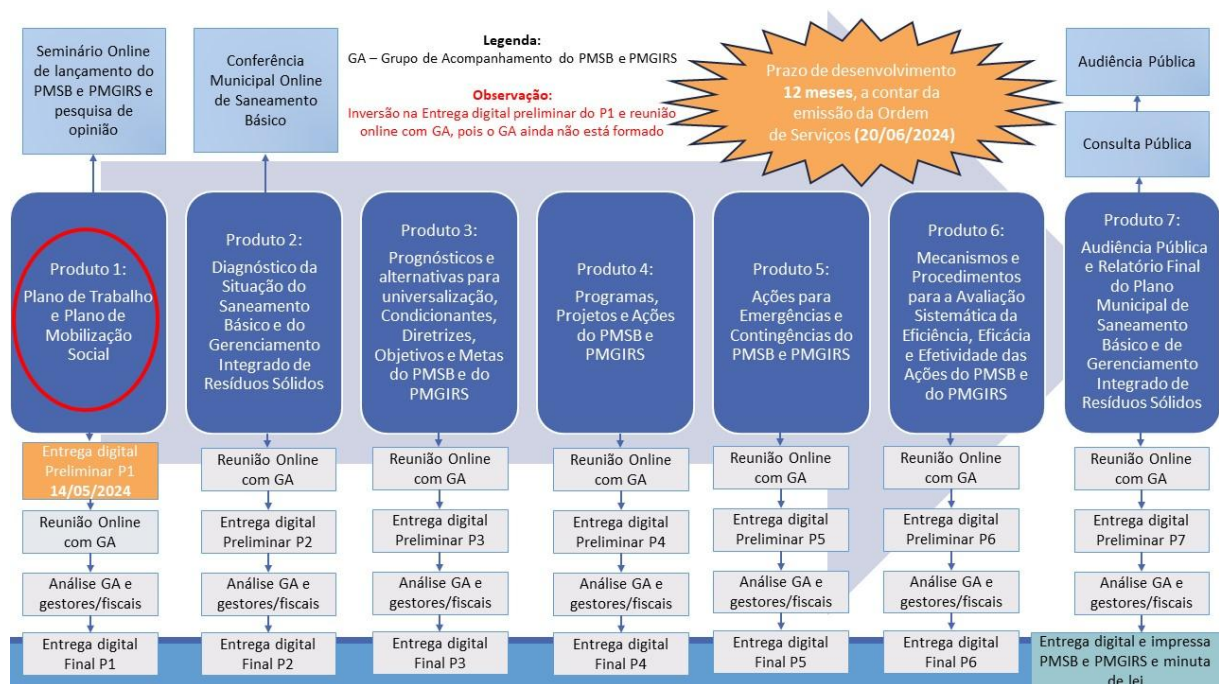 Seminário Online
de lançamento do
PMSB e PMGIRS e
pesquisa de
opinião
Conferência
Municipal Online
de Saneamento
Básico
Legenda:
GA – Grupo de Acompanhamento do PMSB e PMGIRS
Observação:
Inversão na Entrega digital preliminar do P1 e reunião
online com GA, pois o GA ainda não está formado
Prazo de desenvolvimento
12 meses, a contar da
emissão da Ordem
de Serviços (20/06/2024)
Audiência Pública
Consulta Pública
Produto 1:
Plano de Trabalho
e Plano de
Mobilização
Social
Produto 2:
Diagnóstico da
Situação do
Saneamento
Básico e do
Gerenciamento
Integrado de
Resíduos Sólidos
Produto 3:
Prognósticos e
alternativas para
universalização,
Condicionantes,
Diretrizes,
Objetivos e Metas
do PMSB e do
PMGIRS
Produto 4:
Programas,
Projetos e Ações
do PMSB e
PMGIRS
Produto 5:
Ações para
Emergências e
Contingências do
PMSB e PMGIRS
Produto 6:
Mecanismos e
Procedimentos
para a Avaliação
Sistemática da
Eficiência, Eficácia
e Efetividade das
Ações do PMSB e
do PMGIRS
Produto 7:
Audiência Pública
e Relatório Final
do Plano
Municipal de
Saneamento
Básico e de
Gerenciamento
Integrado de
Resíduos Sólidos
Entrega digital
Preliminar P1
14/05/2024
Reunião Online
com GA
Análise GA e
gestores/fiscais
Entrega digital
Final P1
Reunião Online
com GA
Entrega digital
Preliminar P2
Análise GA e
gestores/fiscais
Entrega digital
Final P2
Reunião Online
com GA
Entrega digital
Preliminar P3
Análise GA e
gestores/fiscais
Entrega digital
Final P3
Reunião Online
com GA
Entrega digital
Preliminar P4
Análise GA e
gestores/fiscais
Entrega digital
Final P4
Reunião Online
com GA
Entrega digital
Preliminar P5
Análise GA e
gestores/fiscais
Entrega digital
Final P5
Reunião Online
com GA
Entrega digital
Preliminar P6
Análise GA e
gestores/fiscais
Entrega digital
Final P6
Reunião Online
com GA
Entrega digital
Preliminar P7
Análise GA e
gestores/fiscais
Entrega digital e impressa
PMSB e PMGIRS e minuta
de lei